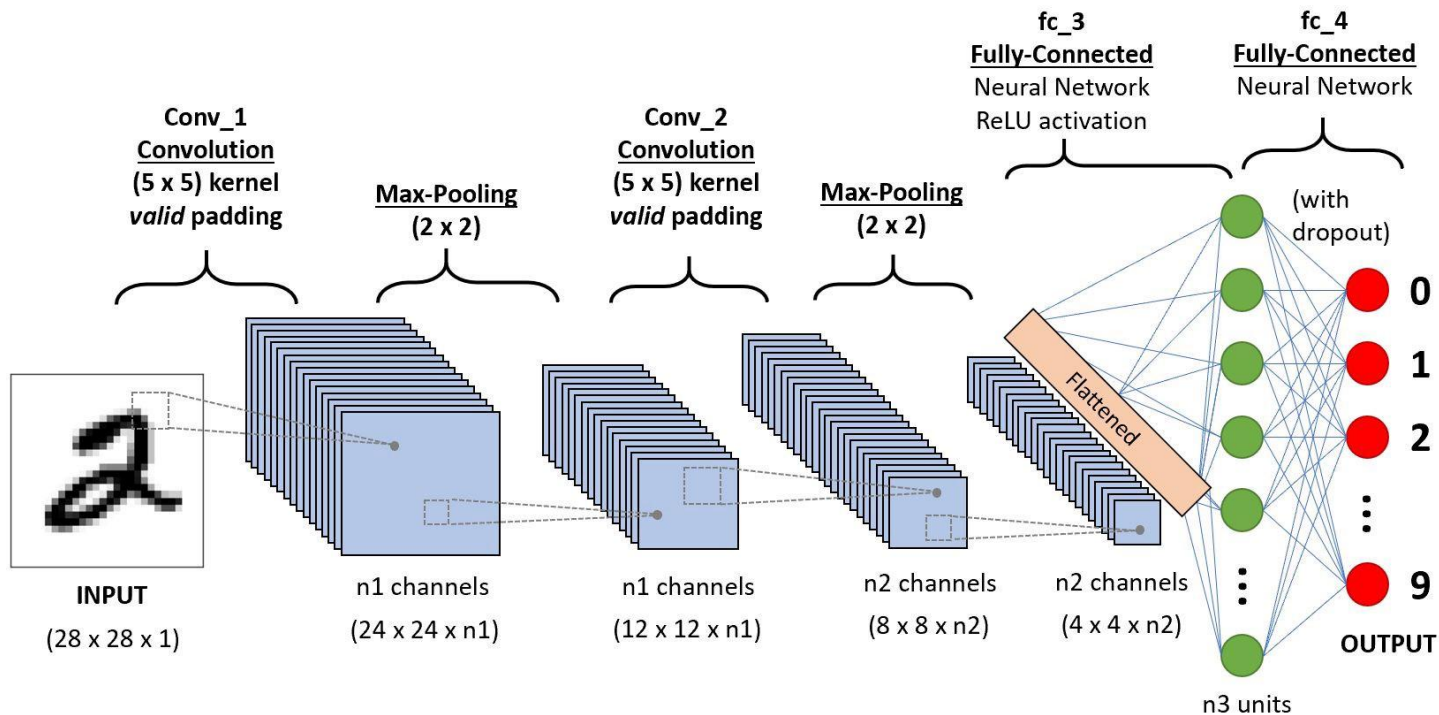 Conv_1
Convolution
(5 x 5) kernel
valid padding
Max-Pooling
(2 x 2)
Conv_2
Convolution
(5 x 5) kernel
valid padding
Max-Pooling
(2 x 2)
fc_3
Fully-Connected
Neural Network
ReLU activation
fc_4
Fully-Connected
Neural Network
(with
dropout)
Flattened
0
1
2
9
OUTPUT
2
INPUT
(28 x 28 x 1)
n1 channels
(24 x 24 x n1)
n1 channels
(12 x 12 x n1)
n2 channels
(8 x 8 x n2)
n2 channels
(4 x 4 x n2)
n3 units